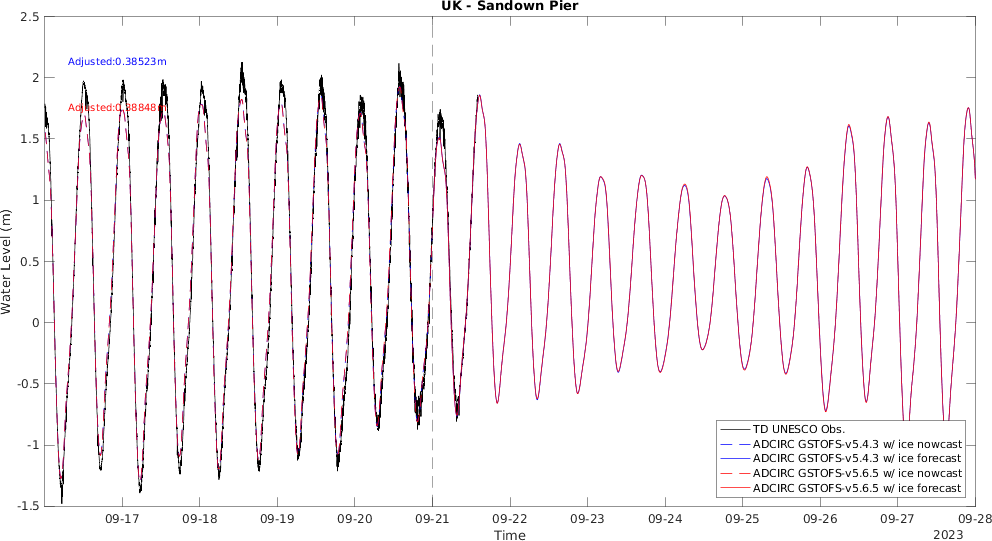 UK - Sandown Pier
2.5
2
1.5
1
0.5
0
-0.5
-1
-1.5
Water Level (m)
Adjusted:0.38523m
Adjusted:0.38848m
TD UNESCO Obs.
ADCIRC GSTOFS-v5.4.3 w/ ice nowcast
ADCIRC GSTOFS-v5.4.3 w/ ice forecast
ADCIRC GSTOFS-v5.6.5 w/ ice nowcast
ADCIRC GSTOFS-v5.6.5 w/ ice forecast
09-17 09-18 09-19 09-20 09-21 09-22 09-23 09-24 09-25 09-26 09-27 09-28
Time
2023